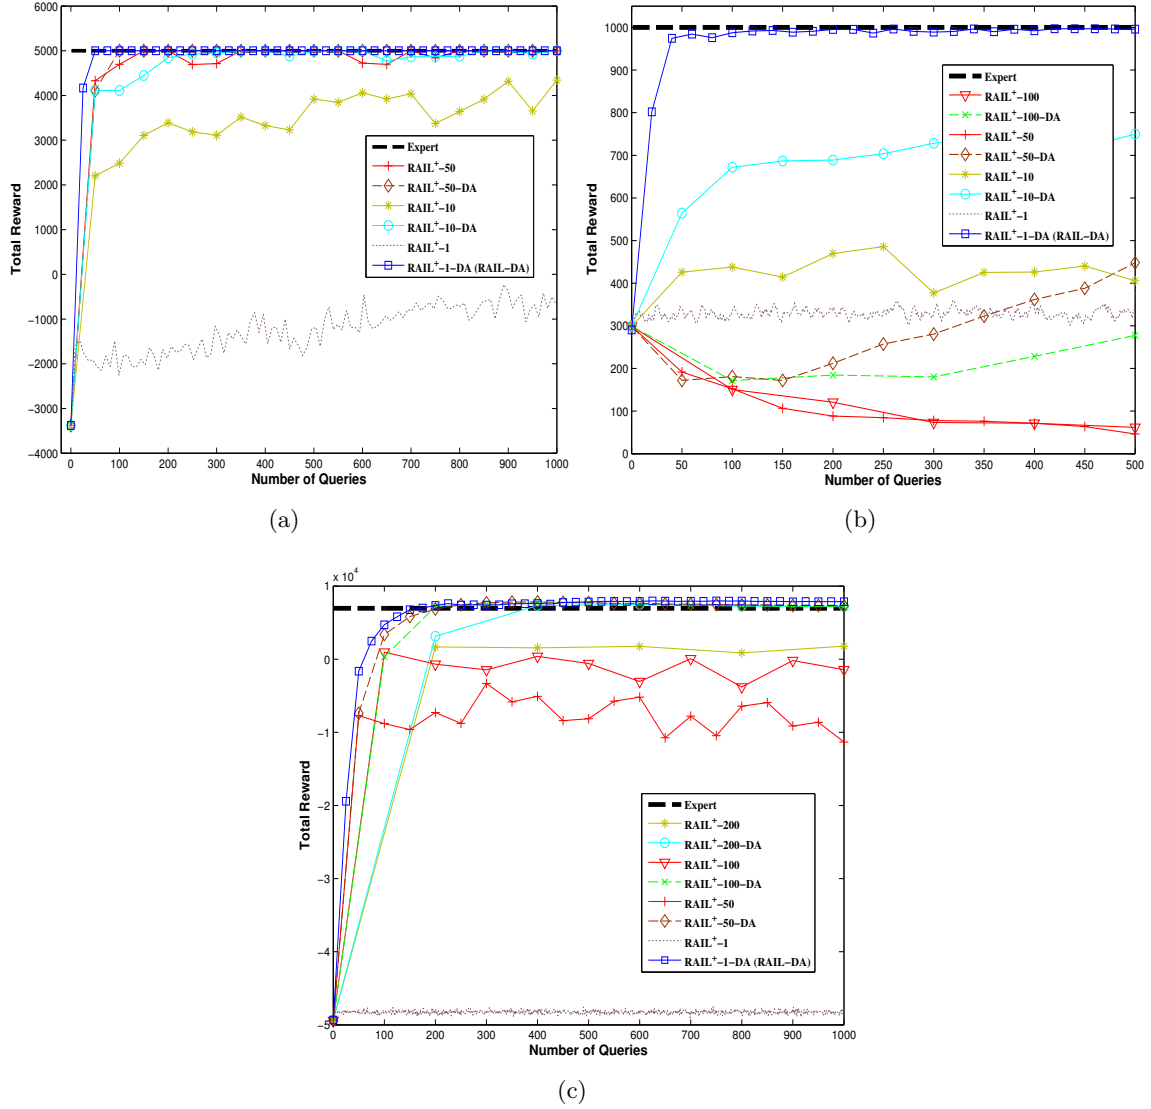 5000
4000
3000
2000
1000
0
−1000
−2000
−3000
−4000
6000
Total Reward
0 100 200 300 400 500 600 700 800 900 1000
Number of Queries
Expert
RAIL+−50
RAIL+−50−DA
RAIL+−10
RAIL+−10−DA
RAIL+−1
RAIL+−1−DA (RAIL−DA)
(a)
1000
900
800
700
600
500
400
300
200
100
0
Total Reward
0 50 100 150 200 250 300 350 400 450 500
Number of Queries
Expert
RAIL+−100
RAIL+−100−DA
RAIL+−50
RAIL+−50−DA
RAIL+−10
RAIL+−10−DA
RAIL+−1
RAIL+−1−DA (RAIL−DA)
(b)
x 10^4
1
0
−1
−2
−3
−4
−5
Total Reward
0 100 200 300 400 500 600 700 800 900 1000
Number of Queries
Expert
RAIL+−200
RAIL+−200−DA
RAIL+−100
RAIL+−100−DA
RAIL+−50
RAIL+−50−DA
RAIL+−1
RAIL+−1−DA (RAIL−DA)
(c)